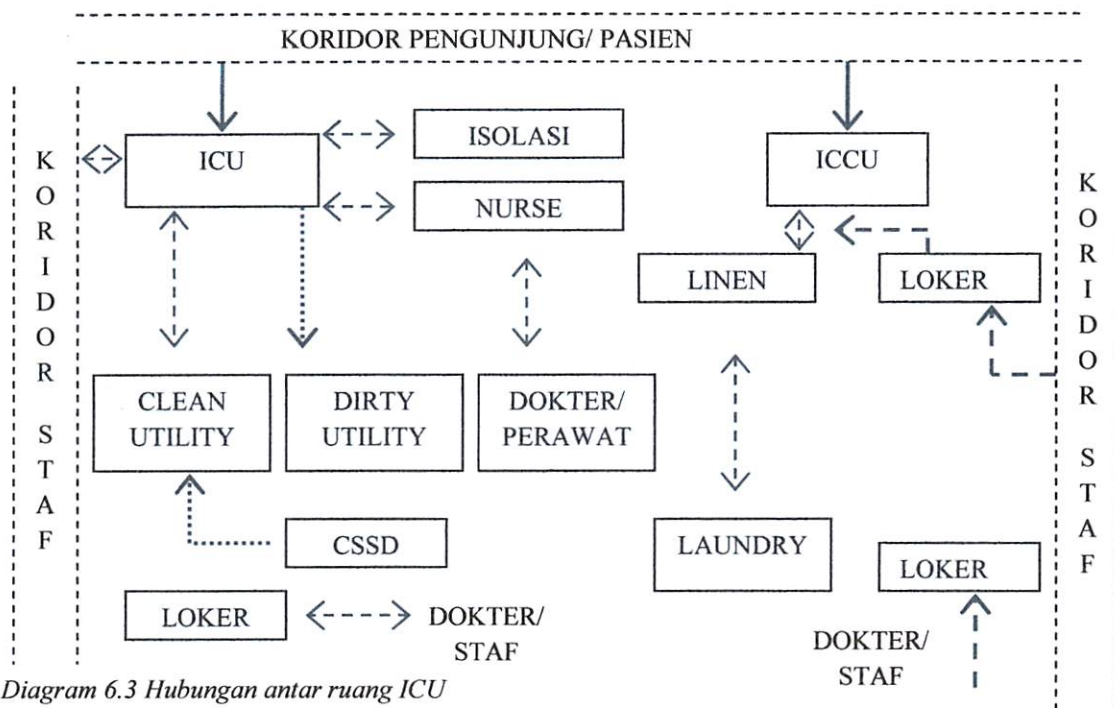 KORIDOR PENGUNJUNG/ PASIEN
KORIDOR STAF
ICU
ISOLASI
NURSE
ICCU
LINEN
LOKER
KORIDOR STAF
CLEAN
UTILITY
DIRTY
UTILITY
DOKTER/
PERAWAT
CSSD
LAUNDRY
LOKER
LOKER
DOKTER/
STAF
DOKTER/
STAF
Diagram 6.3 Hubungan antar ruang ICU